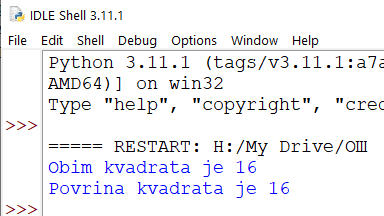 IDLE Shell 3.11.1
File Edit Shell Debug Options Window Help
Python 3.11.1 (tags/v3.11.1:a7a
AMD64)] on win32
Type "help", "copyright", "cred
>>>
===== RESTART: H:/My Drive/OШ
Obim kvadrata je 16
Povrina kvadrata je 16
>>>